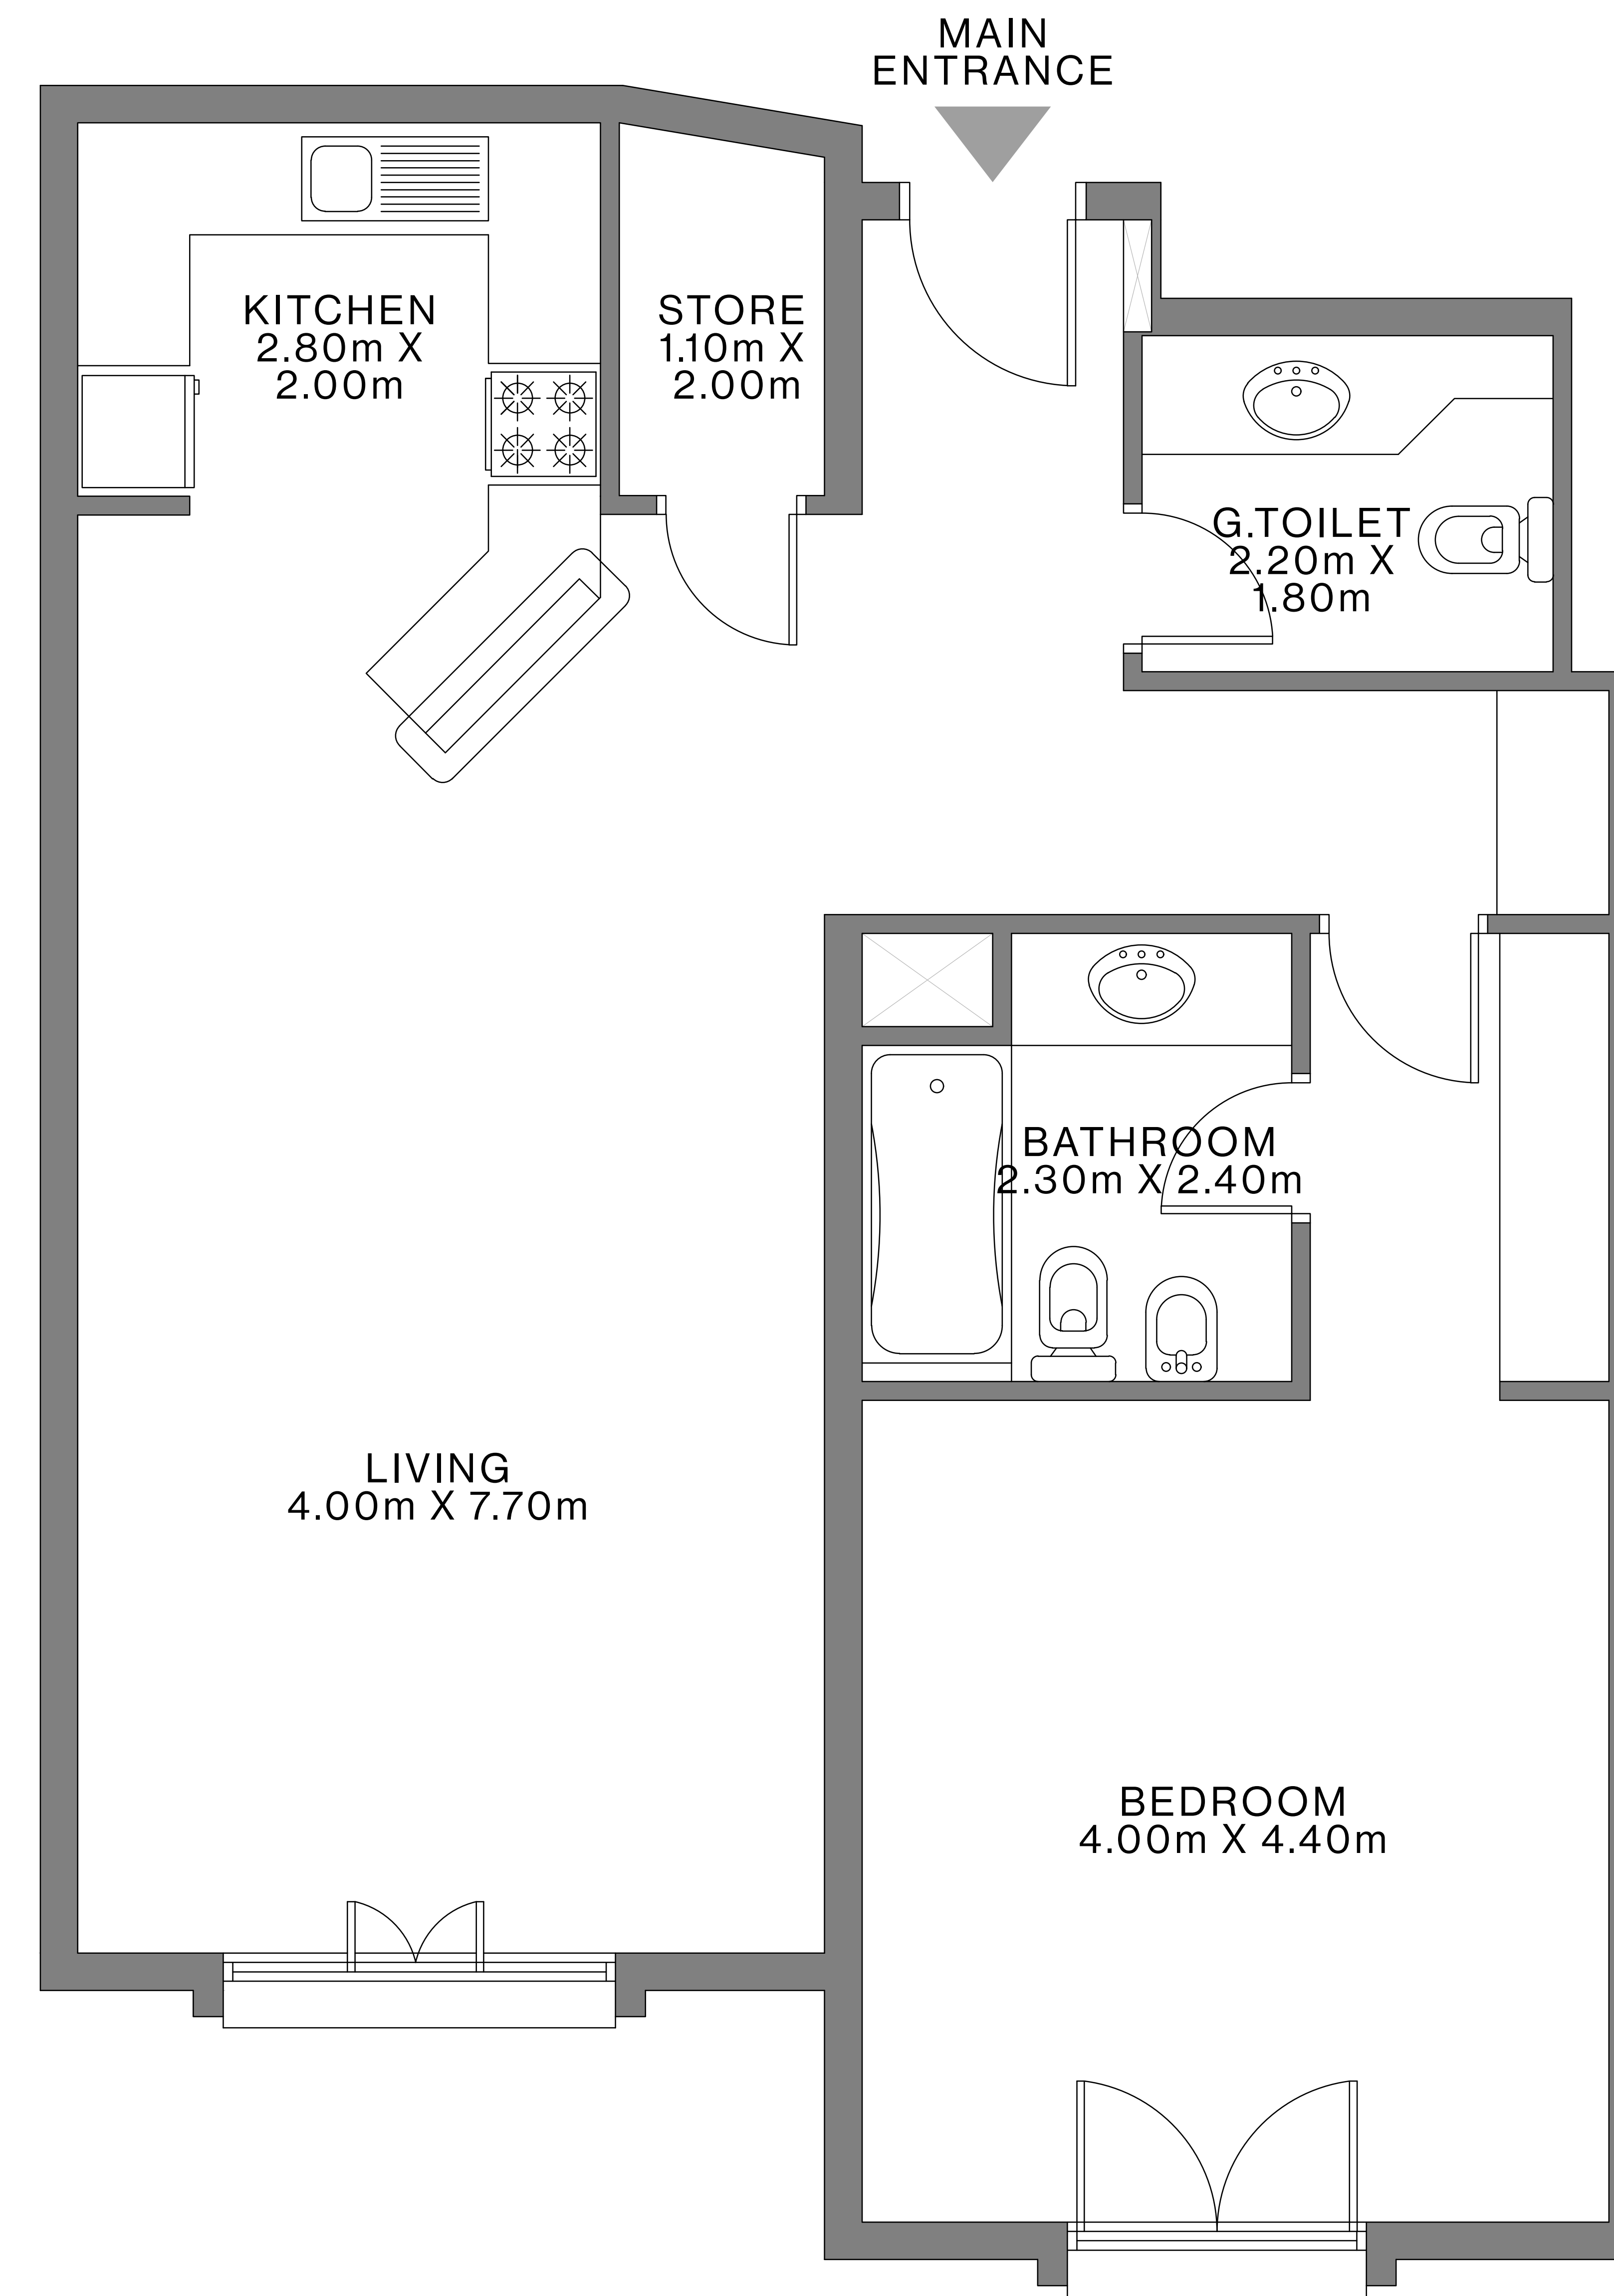 MAIN
ENTRANCE
KITCHEN
2.80m X
2.00m
STORE
1.10m X
2.00m
G.TOILET
2.20m X
1.80m
BATHROOM
2.30m X 2.40m
LIVING
4.00m X 7.70m
BEDROOM
4.00m X 4.40m